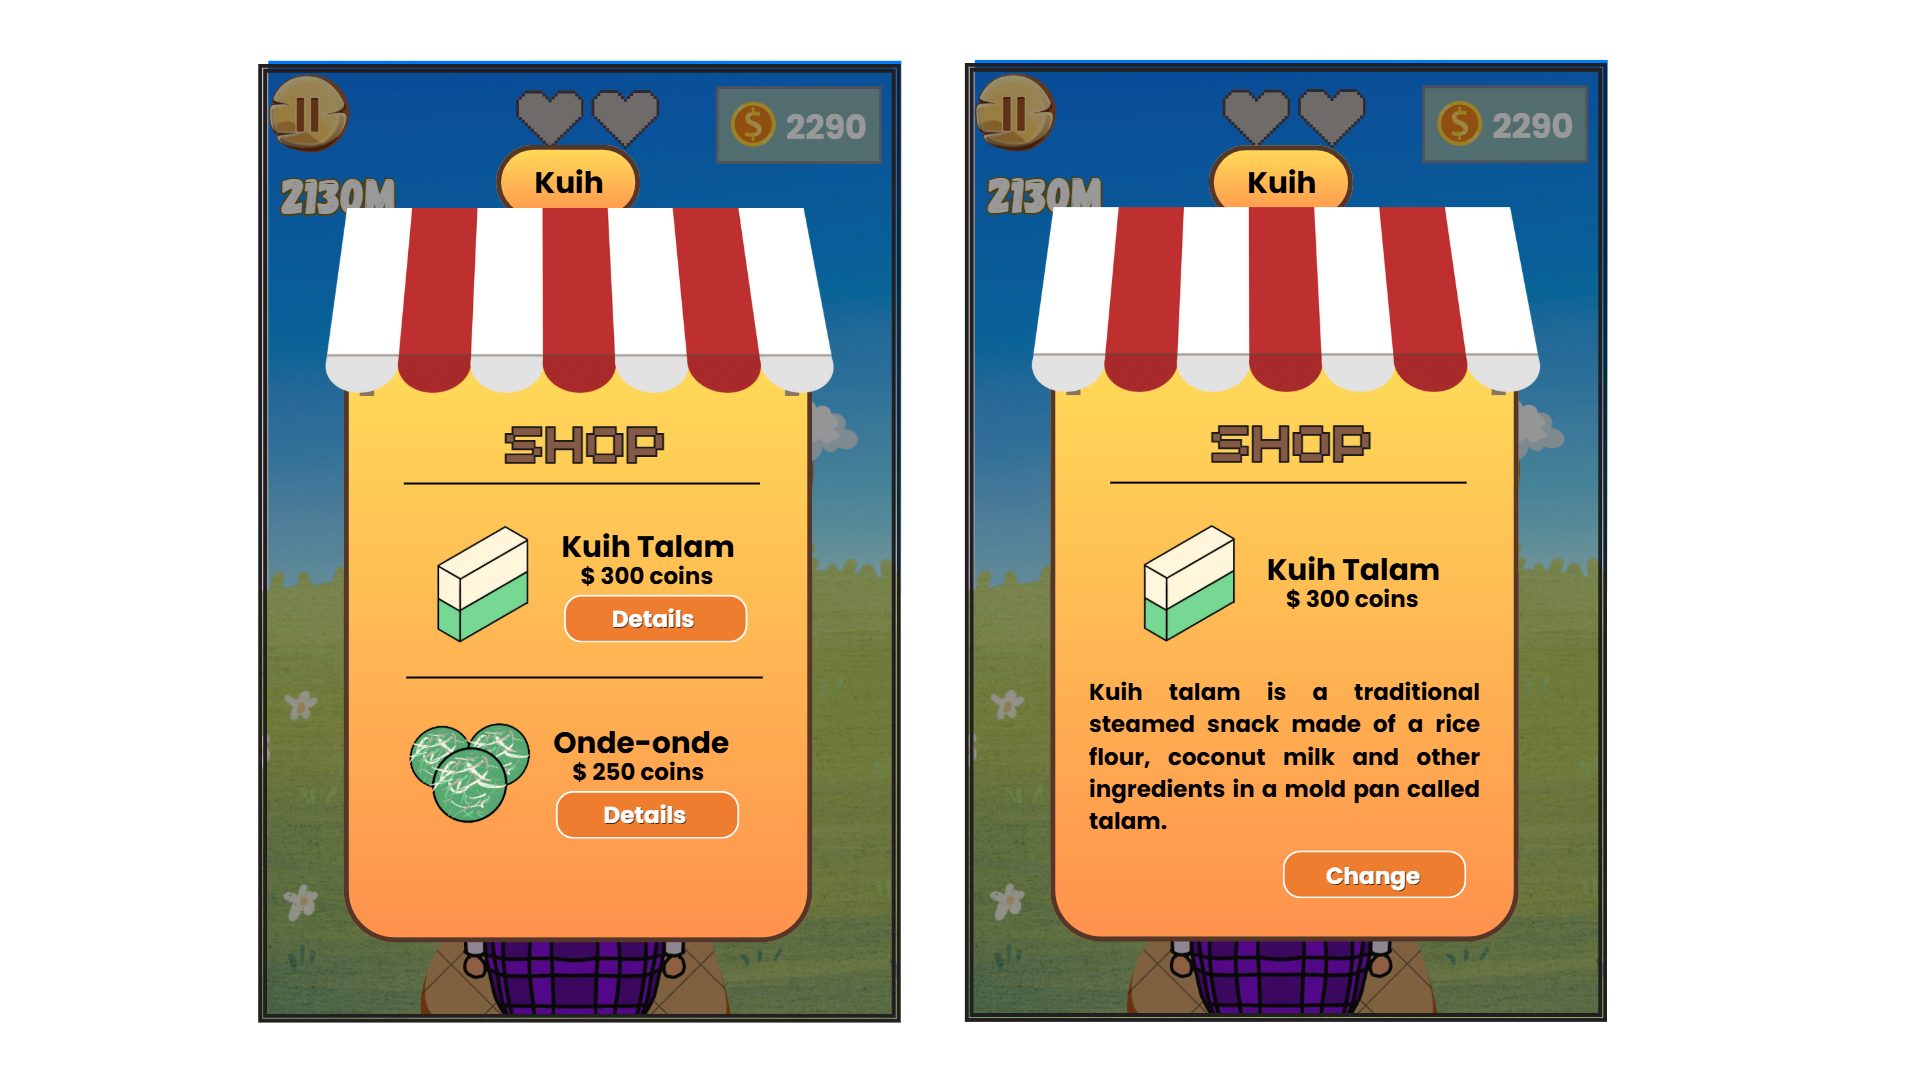 2290
Kuih
2130M
SHOP
Kuih Talam
$ 300 coins
Details
Onde-onde
$ 250 coins
Details
2290
Kuih
2130M
SHOP
Kuih Talam
$ 300 coins
Kuih talam is a traditional
steamed snack made of a rice
flour, coconut milk and other
ingredients in a mold pan called
talam.
Change